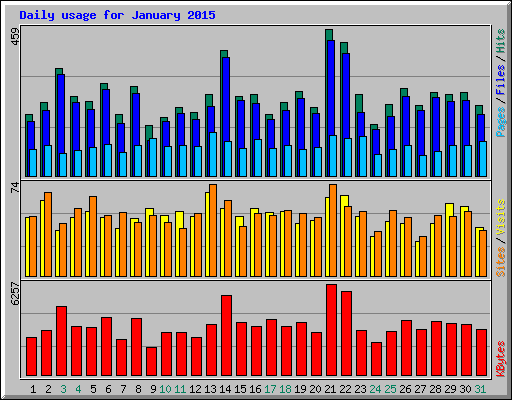 Daily usage for January 2015
459
Pages / Files / Hits
74
Sites / Visits
6257
KBytes
1 2 3 4 5 6 7 8 9 10 11 12 13 14 15 16 17 18 19 20 21 22 23 24 25 26 27 28 29 30 31